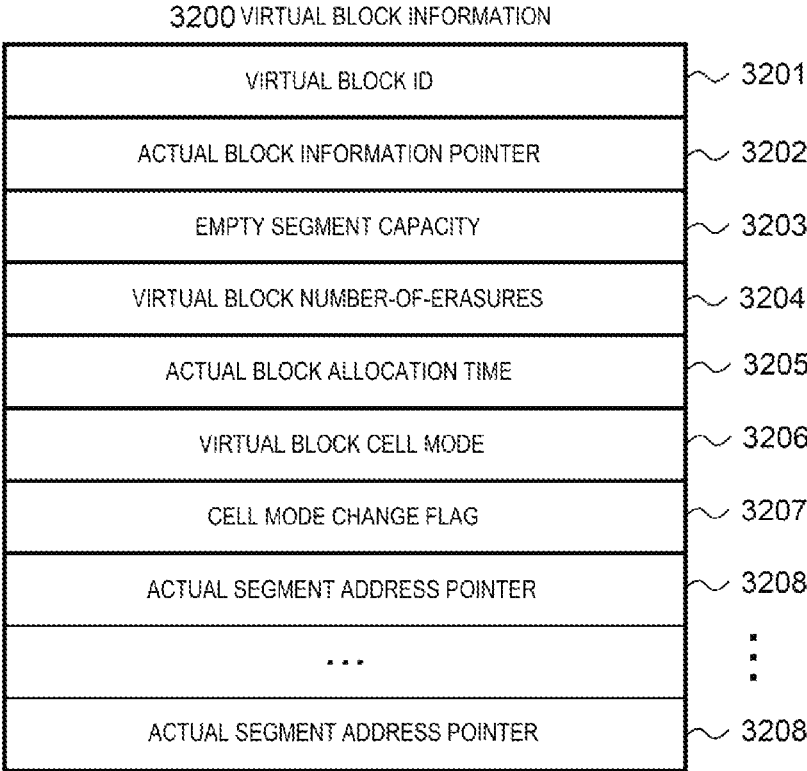 3200 VIRTUAL BLOCK INFORMATION
VIRTUAL BLOCK ID 3201
ACTUAL BLOCK INFORMATION POINTER 3202
EMPTY SEGMENT CAPACITY 3203
VIRTUAL BLOCK NUMBER-OF-ERASURES 3204
ACTUAL BLOCK ALLOCATION TIME 3205
VIRTUAL BLOCK CELL MODE 3206
CELL MODE CHANGE FLAG 3207
ACTUAL SEGMENT ADDRESS POINTER 3208
...
ACTUAL SEGMENT ADDRESS POINTER 3208